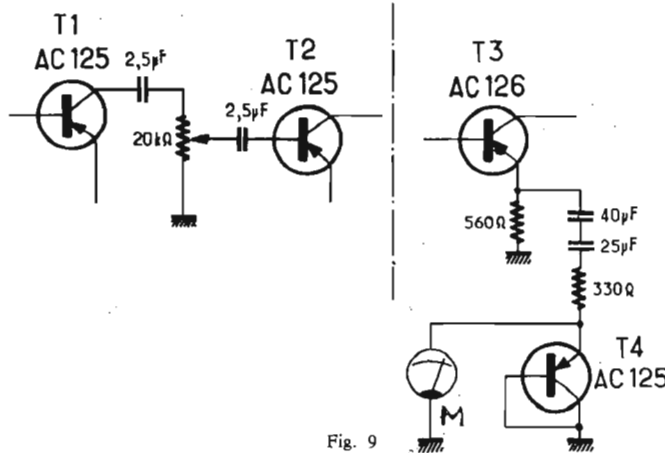 T1
AC 125
2,5µF
20kΩ
2,5µF
T2
AC 125
T3
AC 126
560Ω
40µF
25µF
330Ω
T4
AC 125
M
Fig. 9